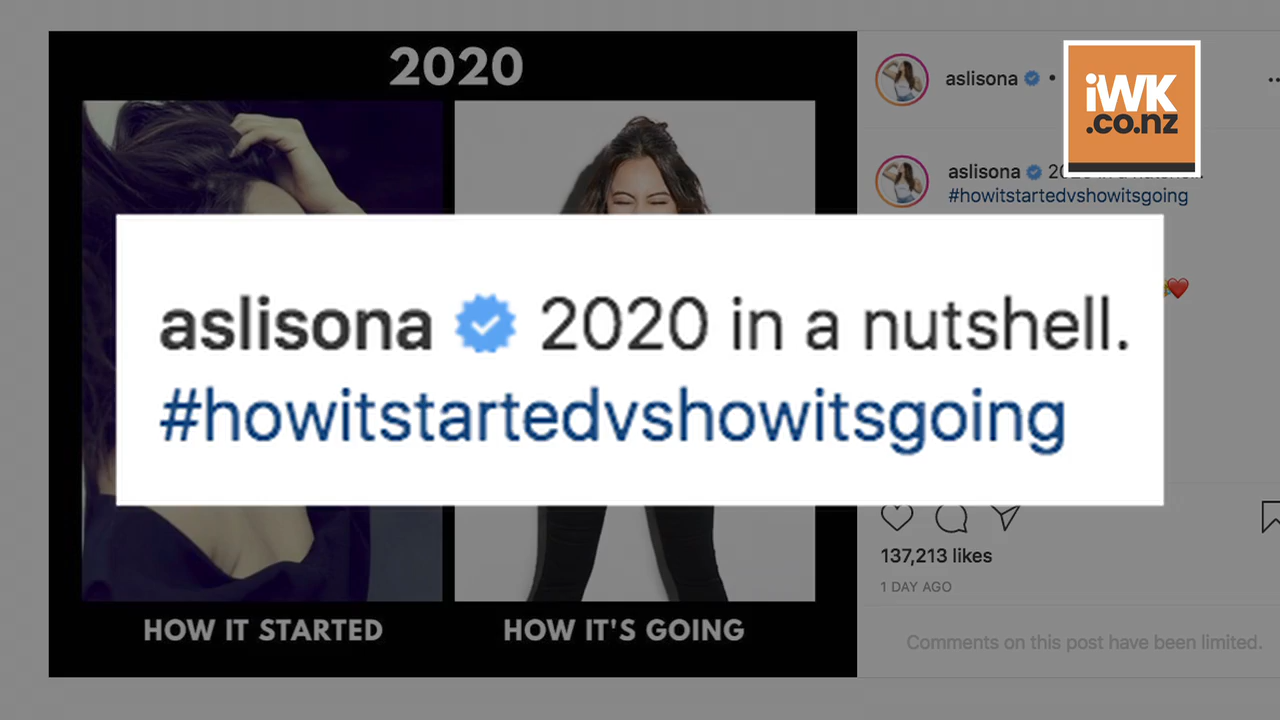 2020
HOW IT STARTED
HOW IT'S GOING
aslisona •
iWK
.co.nz
aslisona
#howitstartedvshowitsgoing
aslisona 2020 in a nutshell.
#howitstartedvshowitsgoing
137,213 likes
1 DAY AGO
Comments on this post have been limited.